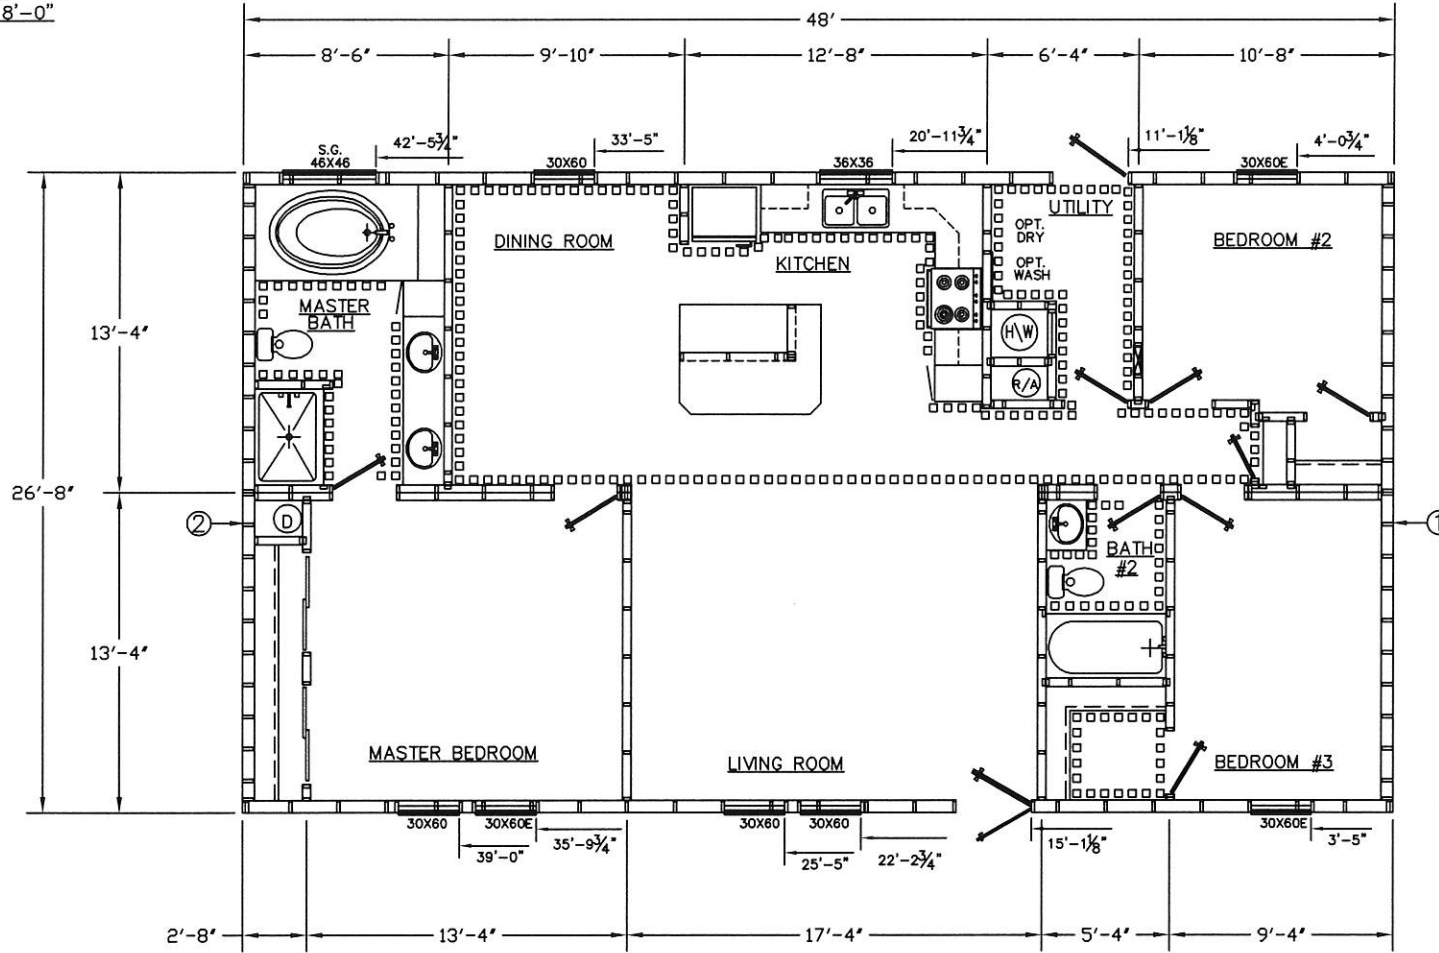 8'-0"
48'
8'-6" 9'-10" 12'-8" 6'-4" 10'-8"
S.G.
46X46
42'-5¾"
30X60
33'-5"
36X36
20'-11¾"
11'-1⅛"
30X60E
4'-0¾"
DINING ROOM
KITCHEN
UTILITY
OPT.
DRY
OPT.
WASH
BEDROOM #2
MASTER
BATH
H\W
R/A
13'-4"
26'-8"
2
D
1
BATH
#2
13'-4"
MASTER BEDROOM
LIVING ROOM
BEDROOM #3
30X60 30X60E
39'-0"
35'-9¾"
30X60 30X60
25'-5"
22'-2¾"
15'-1⅛"
30X60E
3'-5"
2'-8" 13'-4" 17'-4" 5'-4" 9'-4"